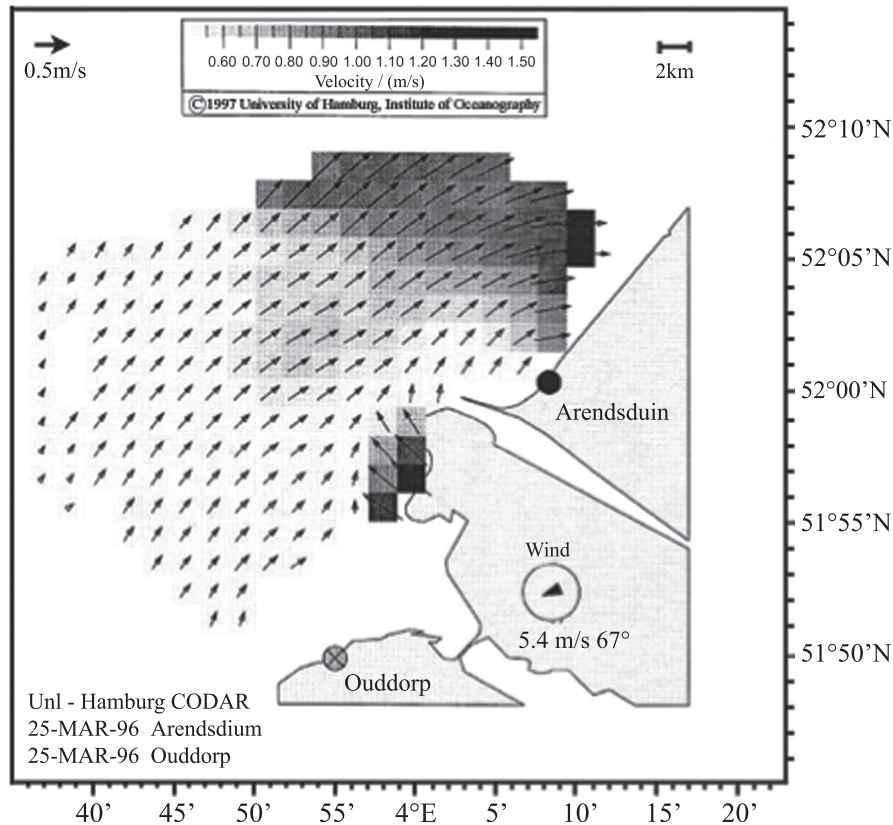 0.5m/s
0.60 0.70 0.80 0.90 1.00 1.10 1.20 1.30 1.40 1.50
Velocity / (m/s)
©1997 University of Hamburg, Institute of Oceanography
2km
52°10’N
52°05’N
52°00’N
Arendsduin
51°55’N
Wind
5.4 m/s 67°
51°50’N
Ouddorp
Unl - Hamburg CODAR
25-MAR-96 Arendsdium
25-MAR-96 Ouddorp
40’ 45’ 50’ 55’ 4°E 5’ 10’ 15’ 20’